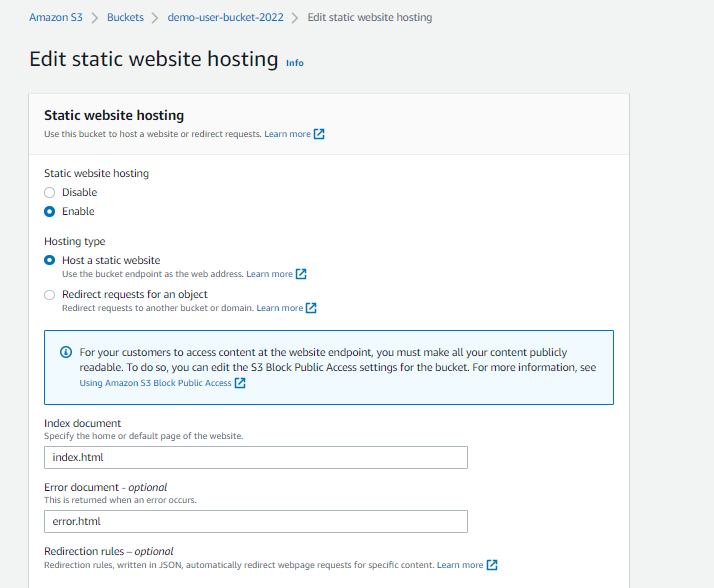 Amazon S3 > Buckets > demo-user-bucket-2022 > Edit static website hosting
Edit static website hosting Info
Static website hosting
Use this bucket to host a website or redirect requests. Learn more
Static website hosting
Disable
Enable
Hosting type
Host a static website
Use the bucket endpoint as the web address. Learn more
Redirect requests for an object
Redirect requests to another bucket or domain. Learn more
For your customers to access content at the website endpoint, you must make all your content publicly
readable. To do so, you can edit the S3 Block Public Access settings for the bucket. For more information, see
Using Amazon S3 Block Public Access
Index document
Specify the home or default page of the website.
index.html
Error document - optional
This is returned when an error occurs.
error.html
Redirection rules – optional
Redirection rules, written in JSON, automatically redirect webpage requests for specific content. Learn more